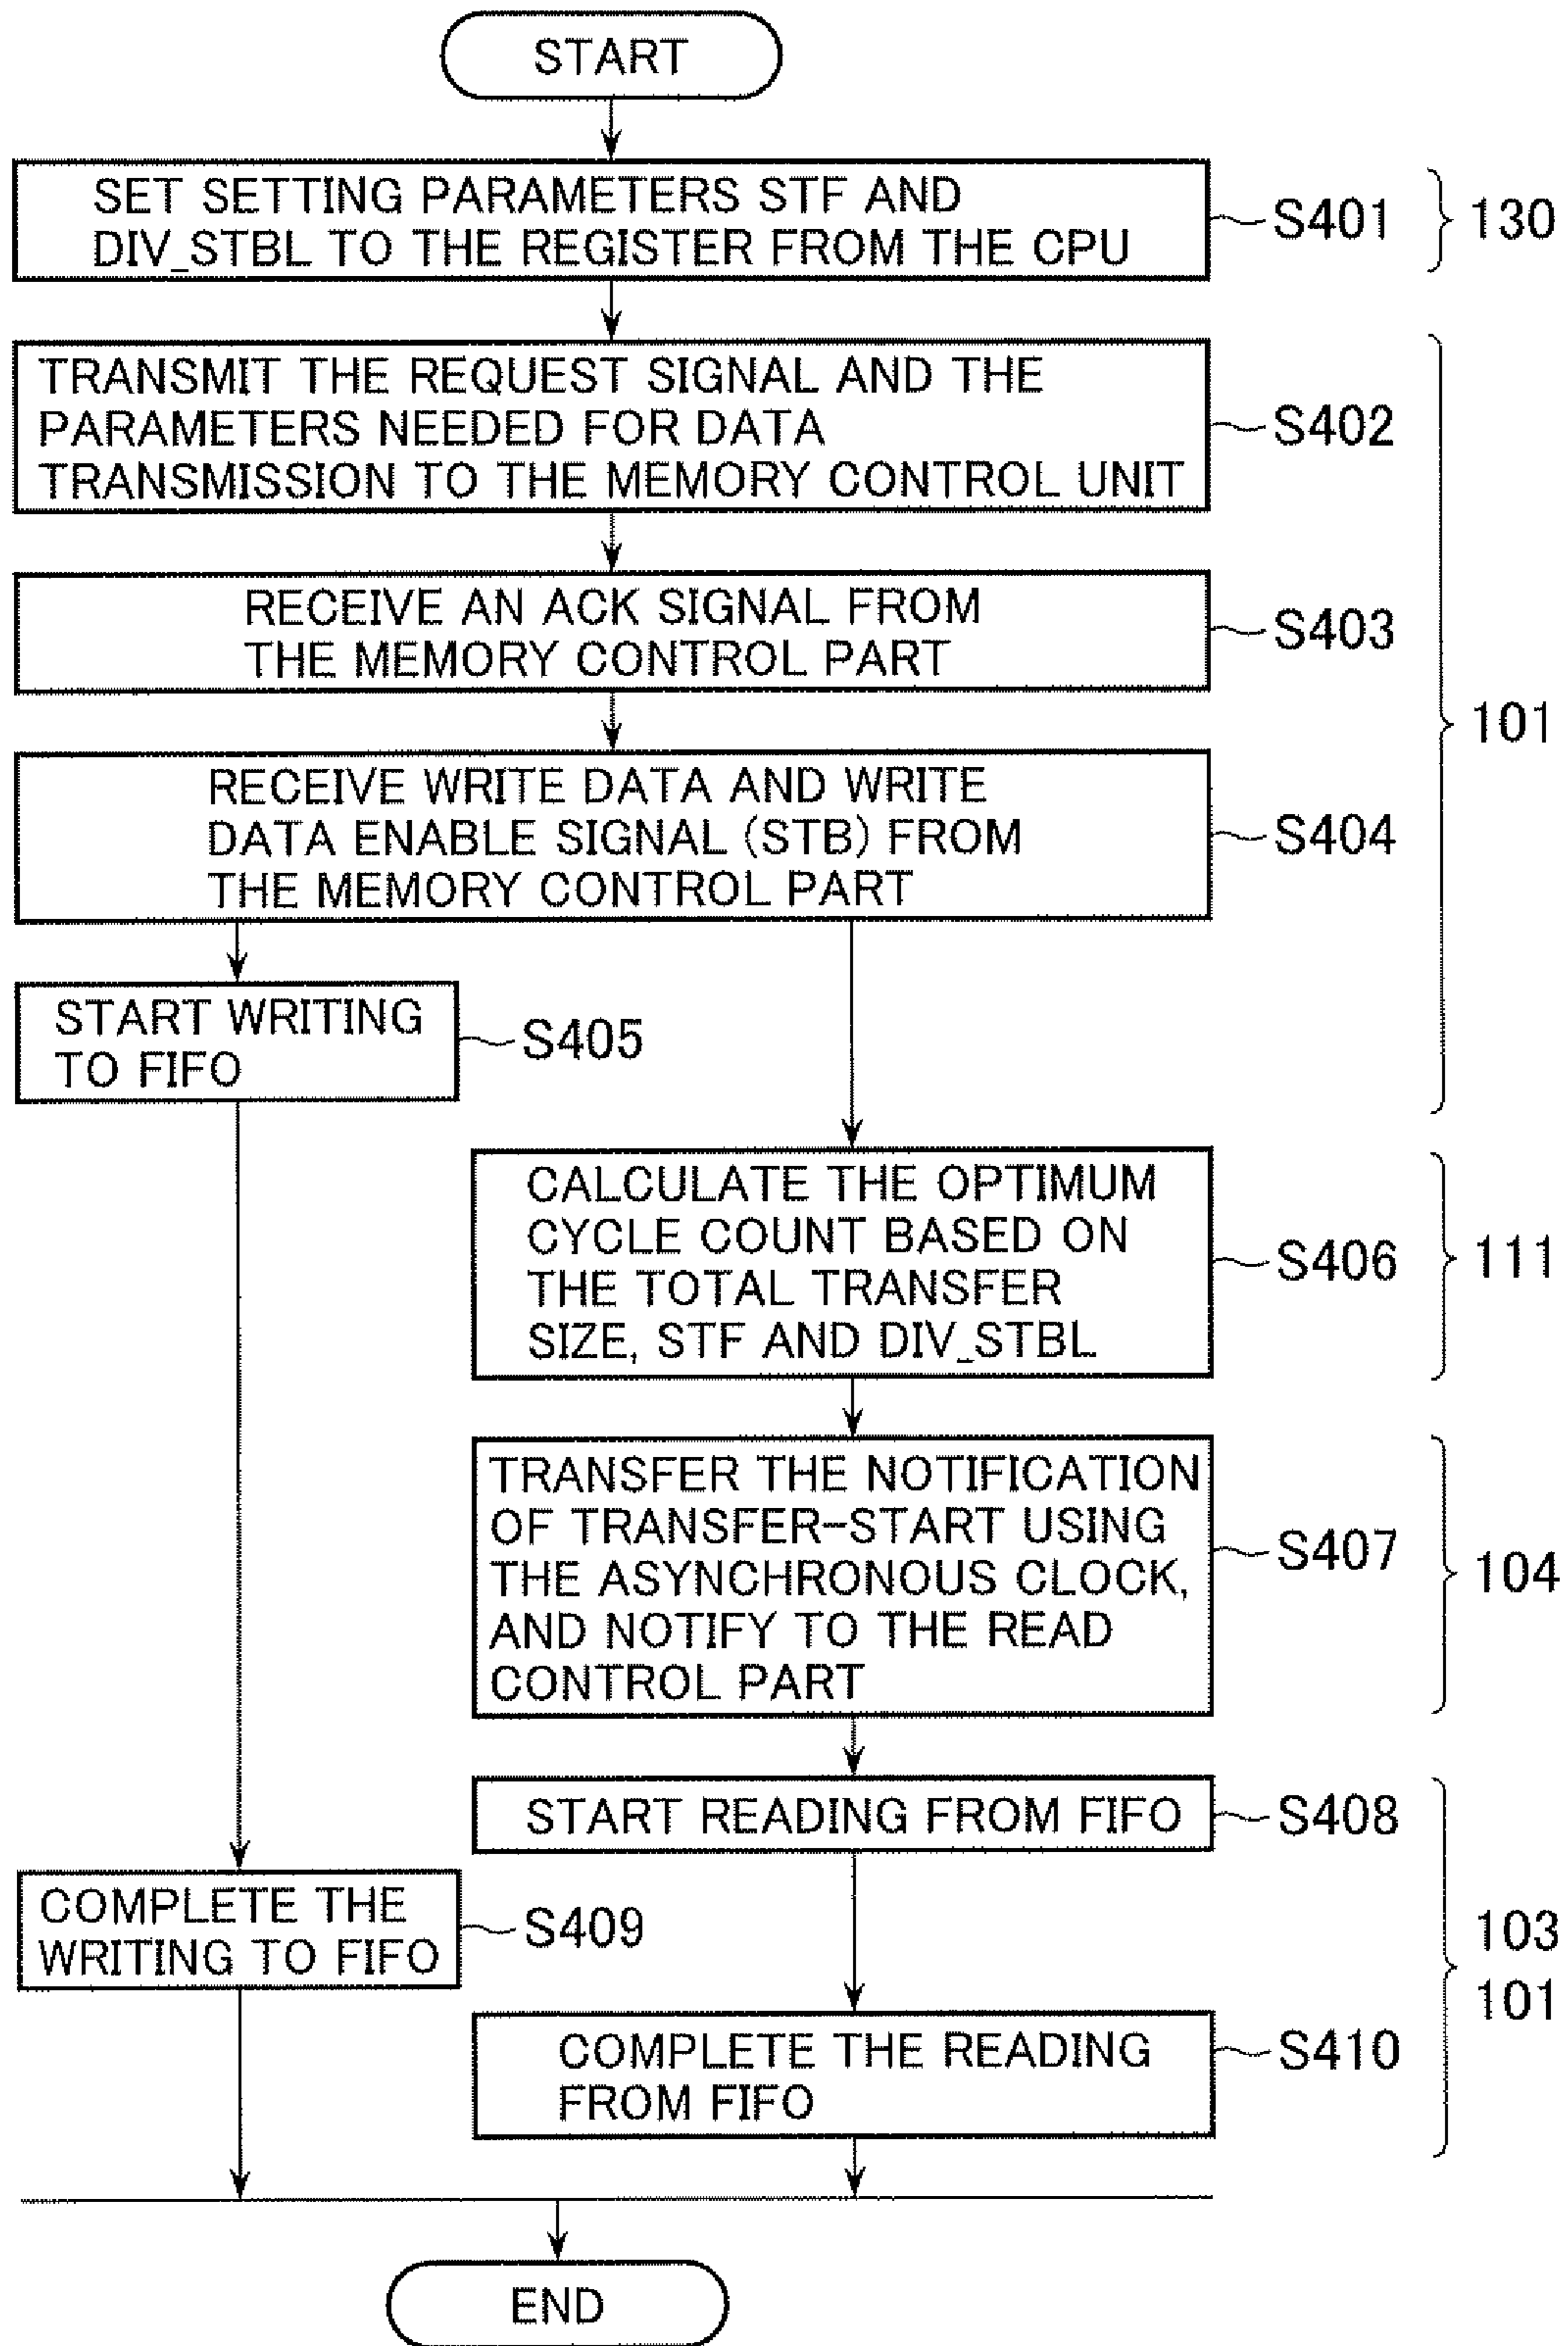 START
SET SETTING PARAMETERS STF AND
DIV_STBL TO THE REGISTER FROM THE CPU
S401
130
TRANSMIT THE REQUEST SIGNAL AND THE
PARAMETERS NEEDED FOR DATA
TRANSMISSION TO THE MEMORY CONTROL UNIT
S402
RECEIVE AN ACK SIGNAL FROM
THE MEMORY CONTROL PART
S403
101
RECEIVE WRITE DATA AND WRITE
DATA ENABLE SIGNAL (STB) FROM
THE MEMORY CONTROL PART
S404
START WRITING
TO FIFO
S405
CALCULATE THE OPTIMUM
CYCLE COUNT BASED ON
THE TOTAL TRANSFER
SIZE, STF AND DIV_STBL
S406
111
TRANSFER THE NOTIFICATION
OF TRANSFER-START USING
THE ASYNCHRONOUS CLOCK,
AND NOTIFY TO THE READ
CONTROL PART
S407
104
START READING FROM FIFO
S408
COMPLETE THE
WRITING TO FIFO
S409
103
101
COMPLETE THE READING
FROM FIFO
S410
END